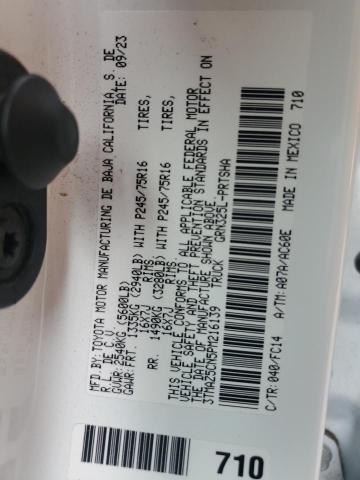 MFD.BY:TOYOTA MOTOR MANUFACTURING DE BAJA CALIFORNIA, S. DE
R.L. DE C.V. DATE: 09/23
GVWR: 2540KG (5600LB)
GAWR: FRT. 1335KG (2940LB) WITH P245/75R16 TIRES,
16X7J RIMS
RR. 1490KG (3280LB) WITH P245/75R16 TIRES,
16X7J RIMS
THIS VEHICLE CONFORMS TO ALL APPLICABLE FEDERAL MOTOR
VEHICLE SAFETY AND THEFT PREVENTION STANDARDS IN EFFECT ON
THE DATE OF MANUFACTURE SHOWN ABOVE.
3TMAZ5CN5PM216139 TRUCK GRN325L-PRTSHA
C/TR:040/FC14 A/TM:A07A/AC60E MADE IN MEXICO 710
710